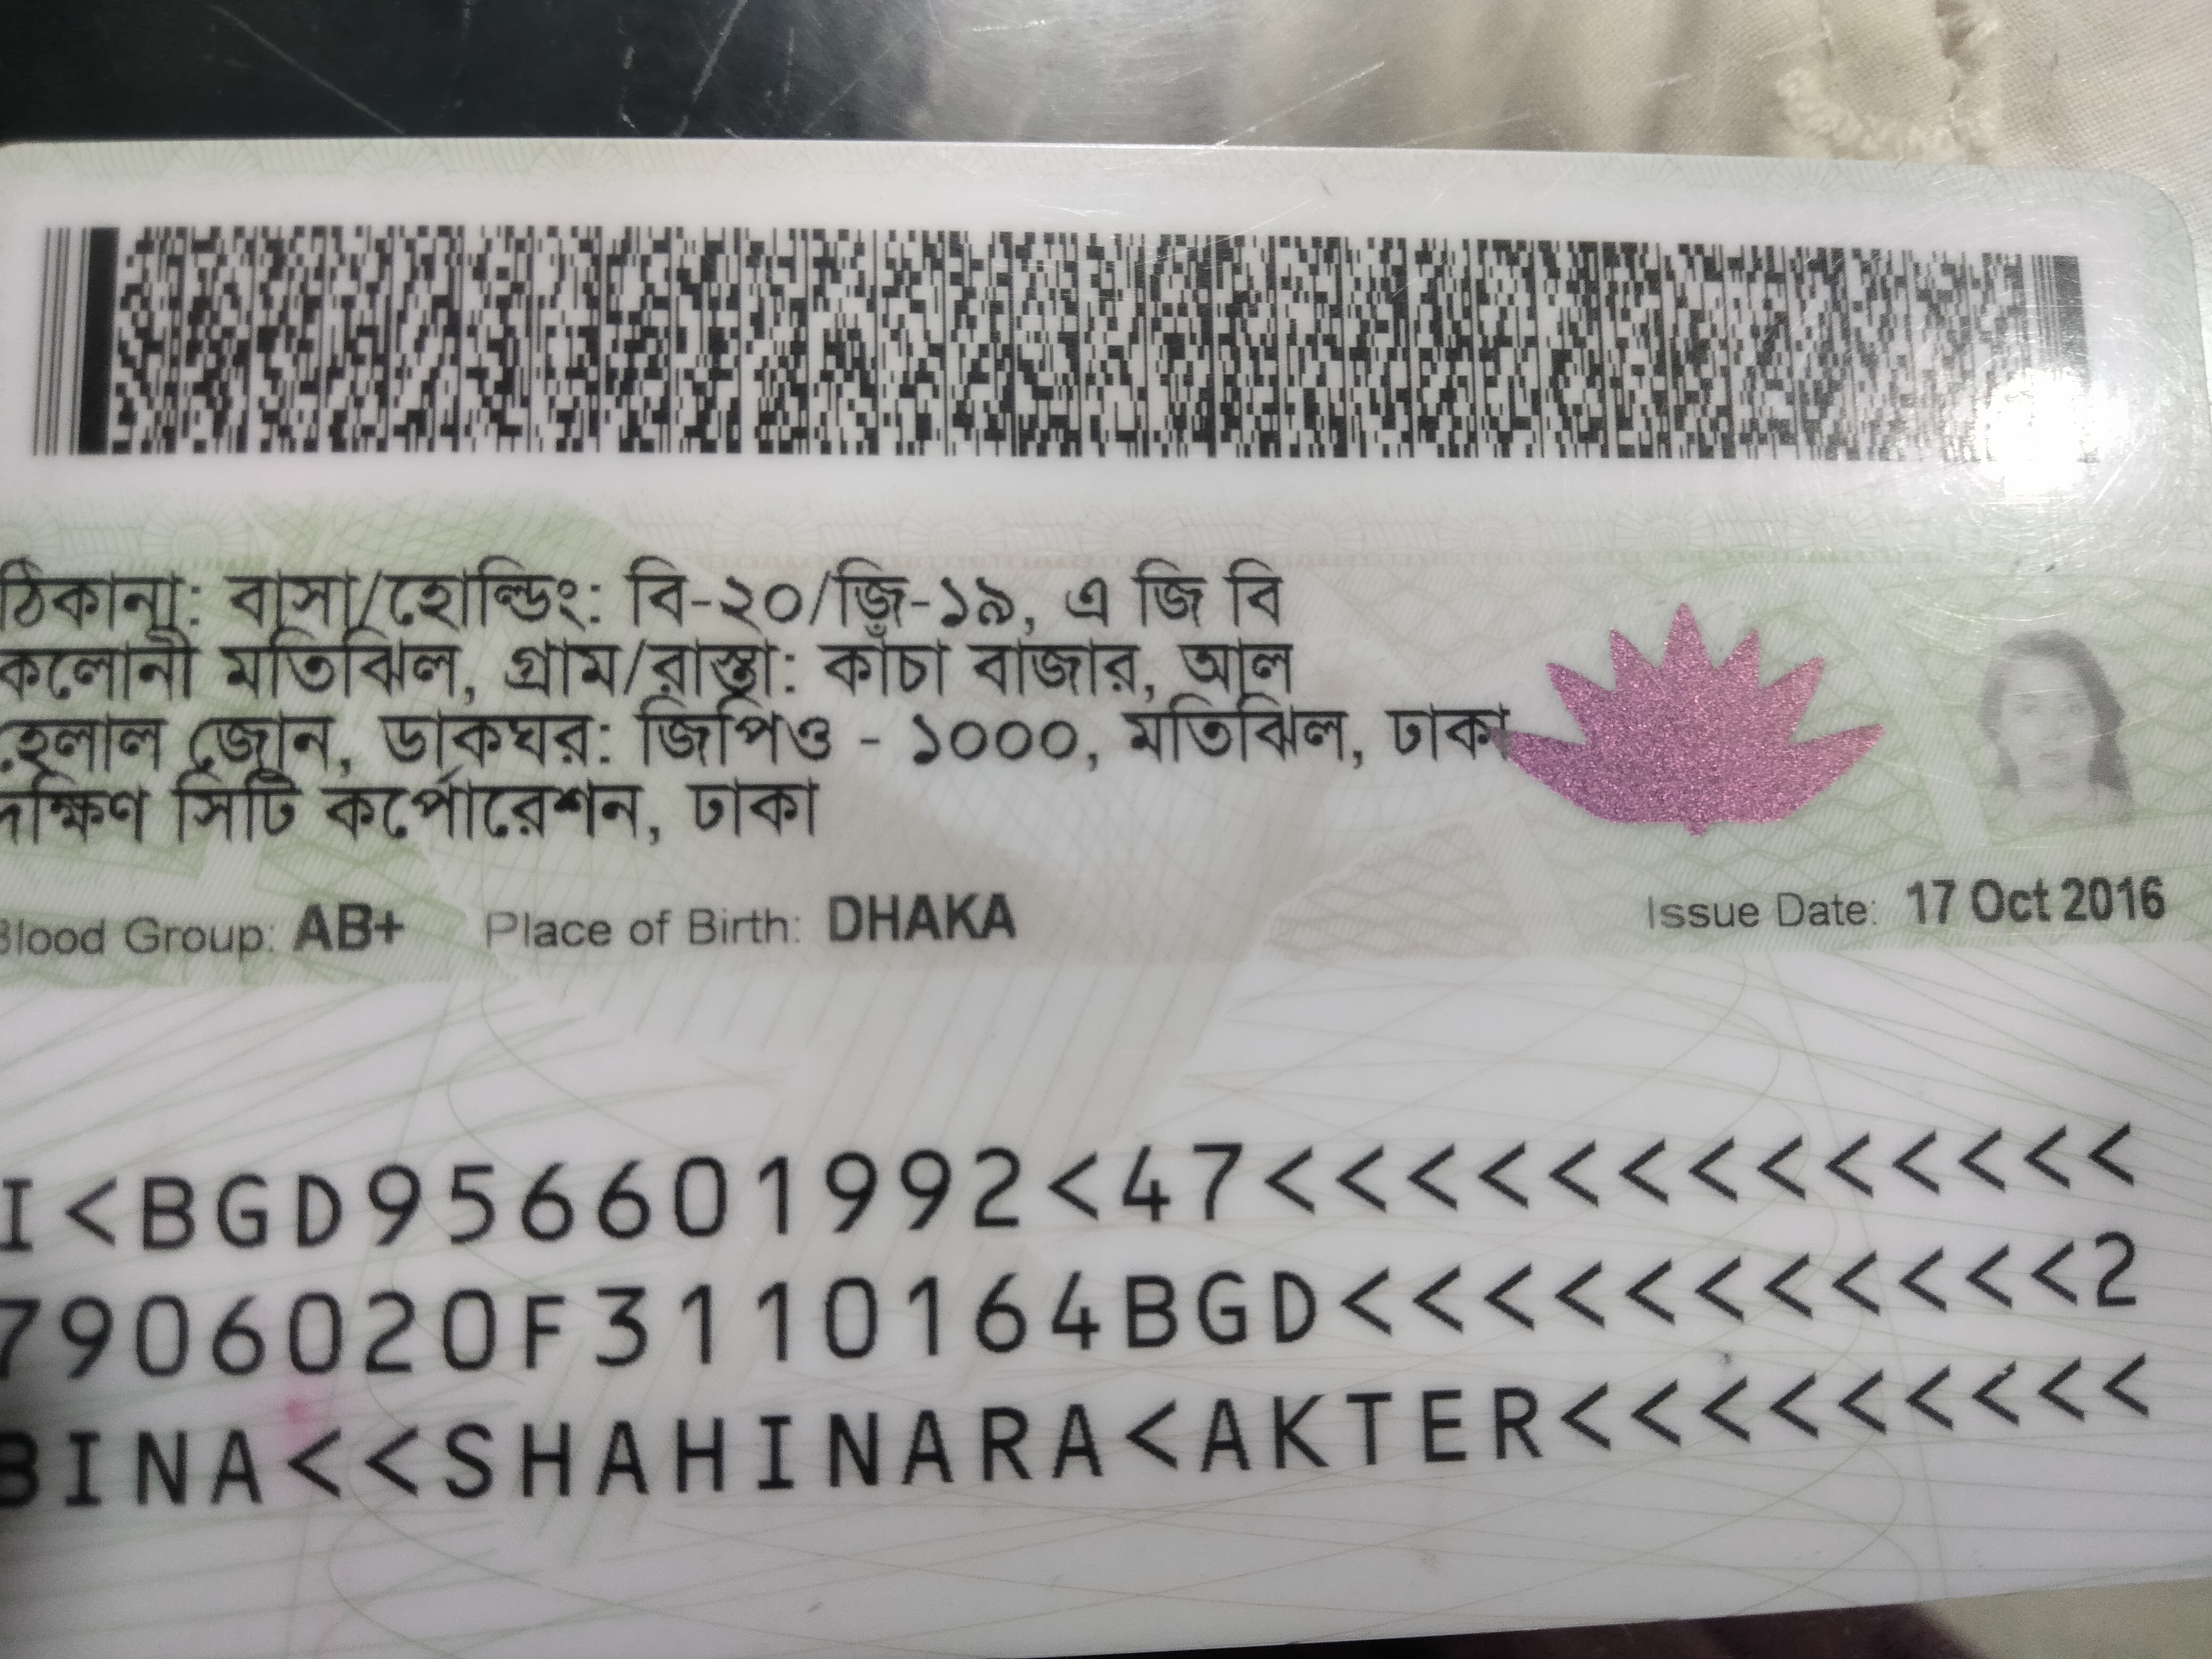 ঠিকানা: বাসা/হোল্ডিং: বি-২০/জি-১৯, এ জি বি
কলোনী মতিঝিল, গ্রাম/রাস্তা: কাঁচা বাজার, আল
হেলাল জোন, ডাকঘর: জিপিও - ১০০০, মতিঝিল, ঢাকা
দক্ষিণ সিটি কর্পোরেশন, ঢাকা
Blood Group: AB+ Place of Birth: DHAKA Issue Date: 17 Oct 2016
I<BGD956601992<47<<<<<<<<<<<<<
7906020F3110164BGD<<<<<<<<<<<2
BINA<<SHAHINARA<AKTER<<<<<<<<<